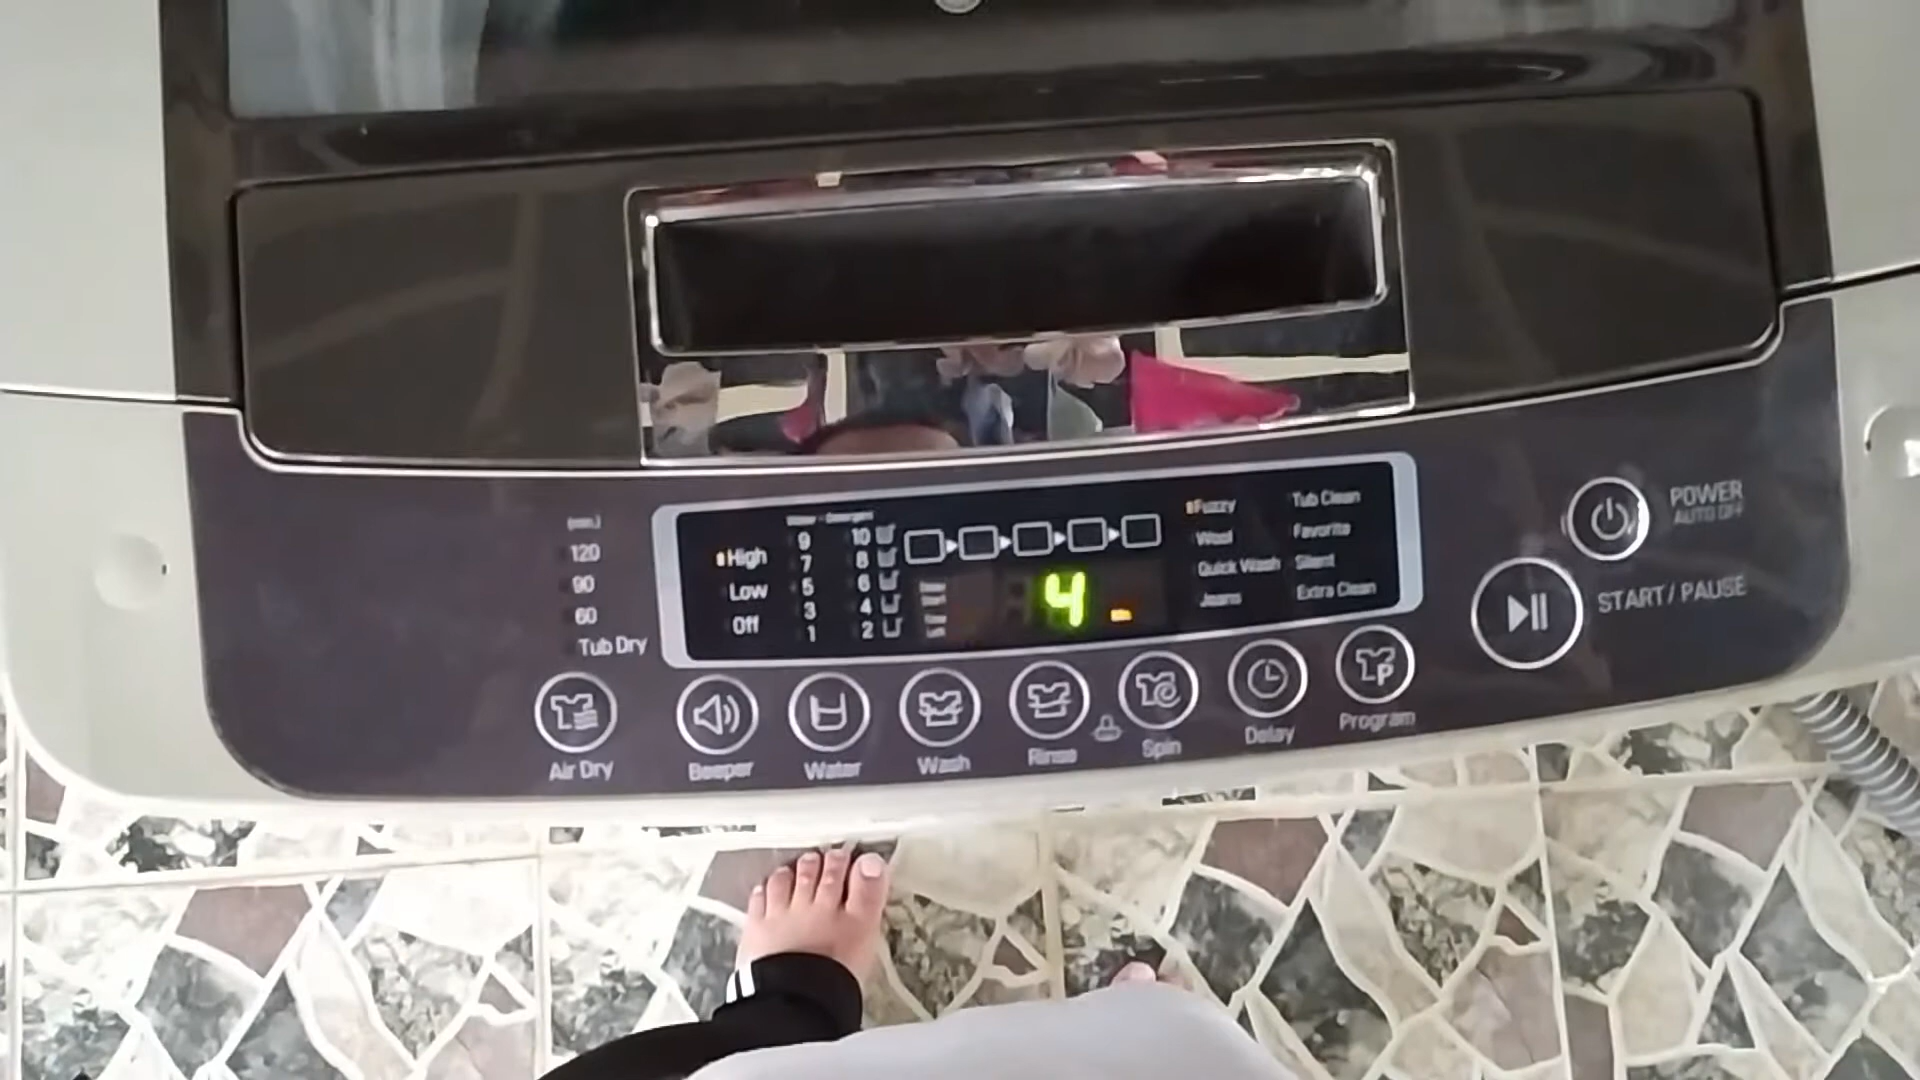 (min.)
120
90
60
Tub Dry
High
Low
Off
Water
9 10
7 8
5 6
3 4
1 2
4
Fuzzy
Wool
Quick Wash
Jeans
Tub Clean
Favorite
Silent
Extra Clean
POWER
AUTO OFF
START / PAUSE
Air Dry
Beeper
Water
Wash
Rinse
Spin
Delay
Program
P